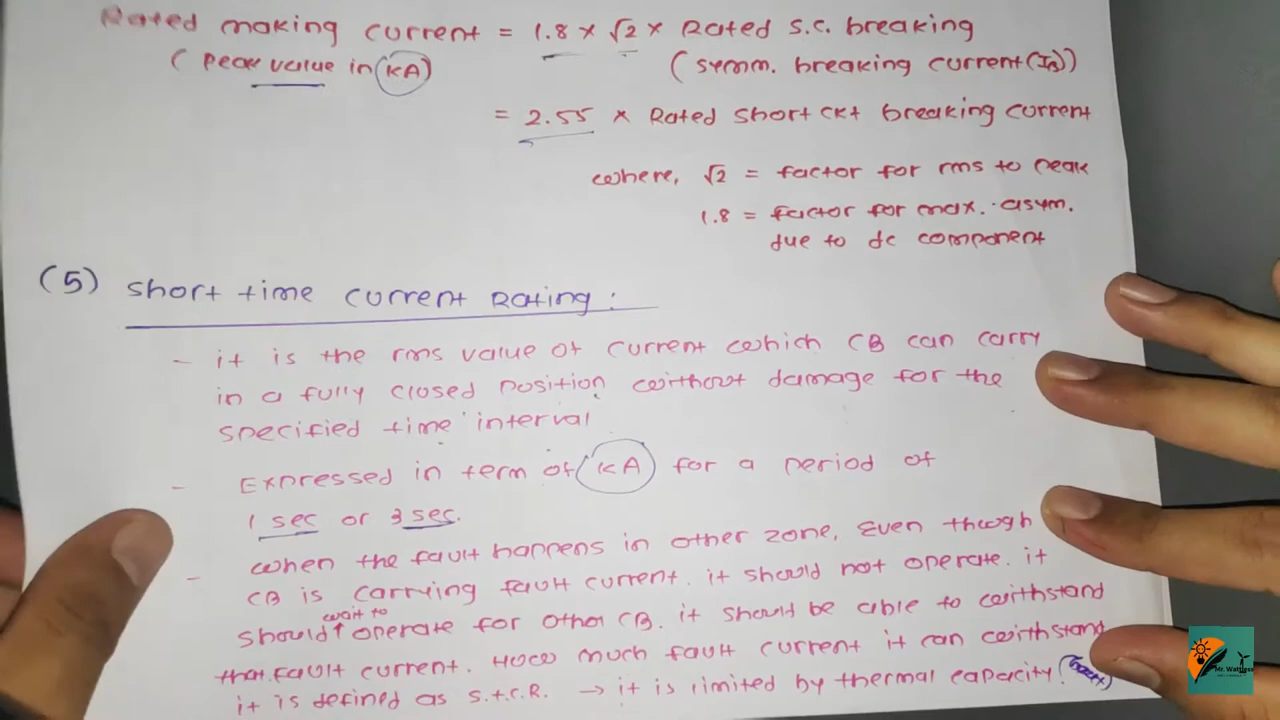 Rated making current = 1.8 × √2 × Rated s.c. breaking
(peak value in kA) (symm. breaking current (IB))
= 2.55 × Rated short ckt breaking current
where, √2 = factor for rms to peak
1.8 = factor for max. asym.
due to dc component
(5) short time current Rating :
- it is the rms value of current which CB can carry
in a fully closed position without damage for the
specified time interval
- Expressed in term of kA for a period of
1 sec or 3 sec.
- when the fault happens in other zone, Even though
CB is carrying fault current. it should not operate. it
should wait to operate for other CB. it should be able to withstand
that fault current. How much fault current it can withstand
it is defined as s.t.c.R. → it is limited by thermal capacity (heat)
Mr. Wattgee